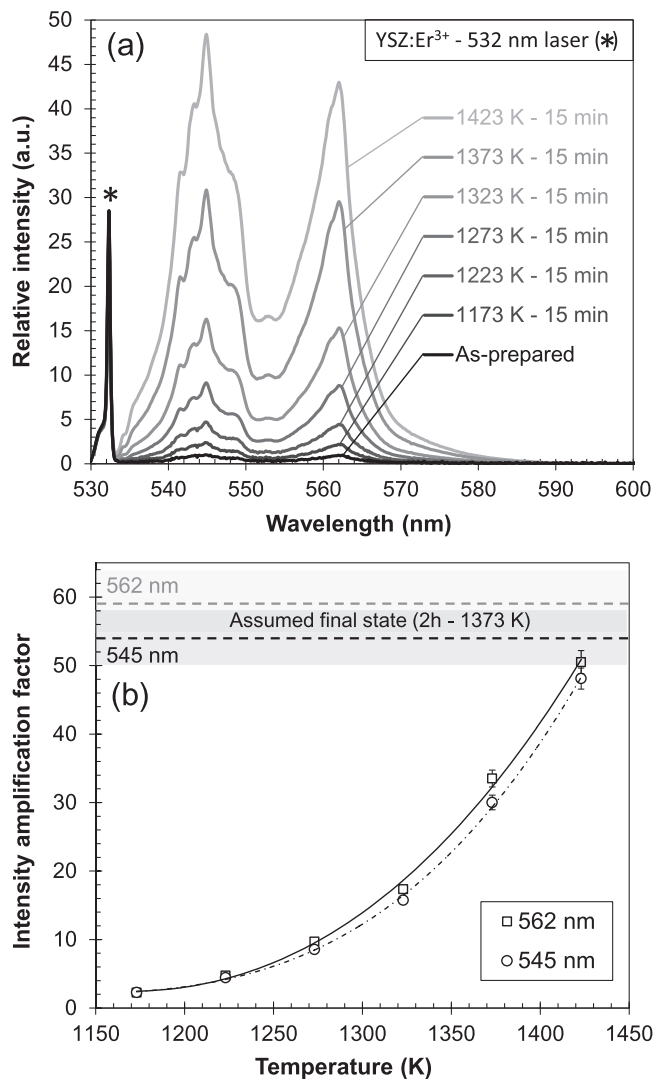 (a)
YSZ:Er³⁺ - 532 nm laser (*)
Relative intensity (a.u.)
50
45
40
35
30
25
20
15
10
5
0
*
1423 K - 15 min
1373 K - 15 min
1323 K - 15 min
1273 K - 15 min
1223 K - 15 min
1173 K - 15 min
As-prepared
530 540 550 560 570 580 590 600
Wavelength (nm)
Intensity amplification factor
60
50
40
30
20
10
0
562 nm
Assumed final state (2h - 1373 K)
545 nm
(b)
562 nm
545 nm
1150 1200 1250 1300 1350 1400 1450
Temperature (K)